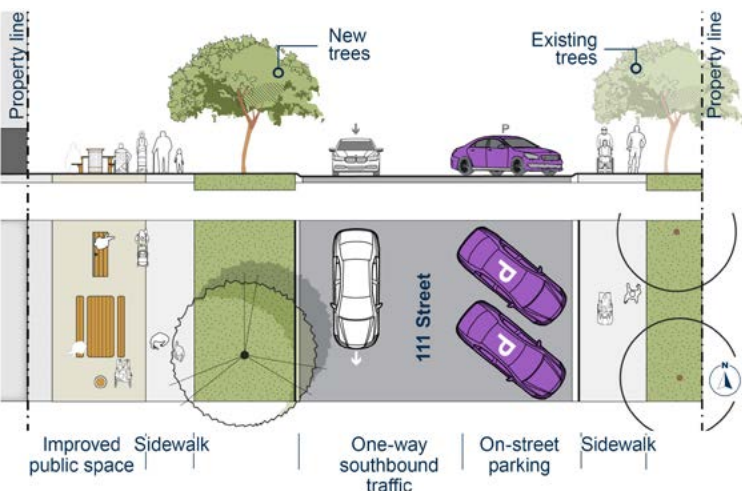 Property line
New
trees
Existing
trees
Property line
P
111 Street
P
P
N
Improved
public space
Sidewalk
One-way
southbound
traffic
On-street
parking
Sidewalk